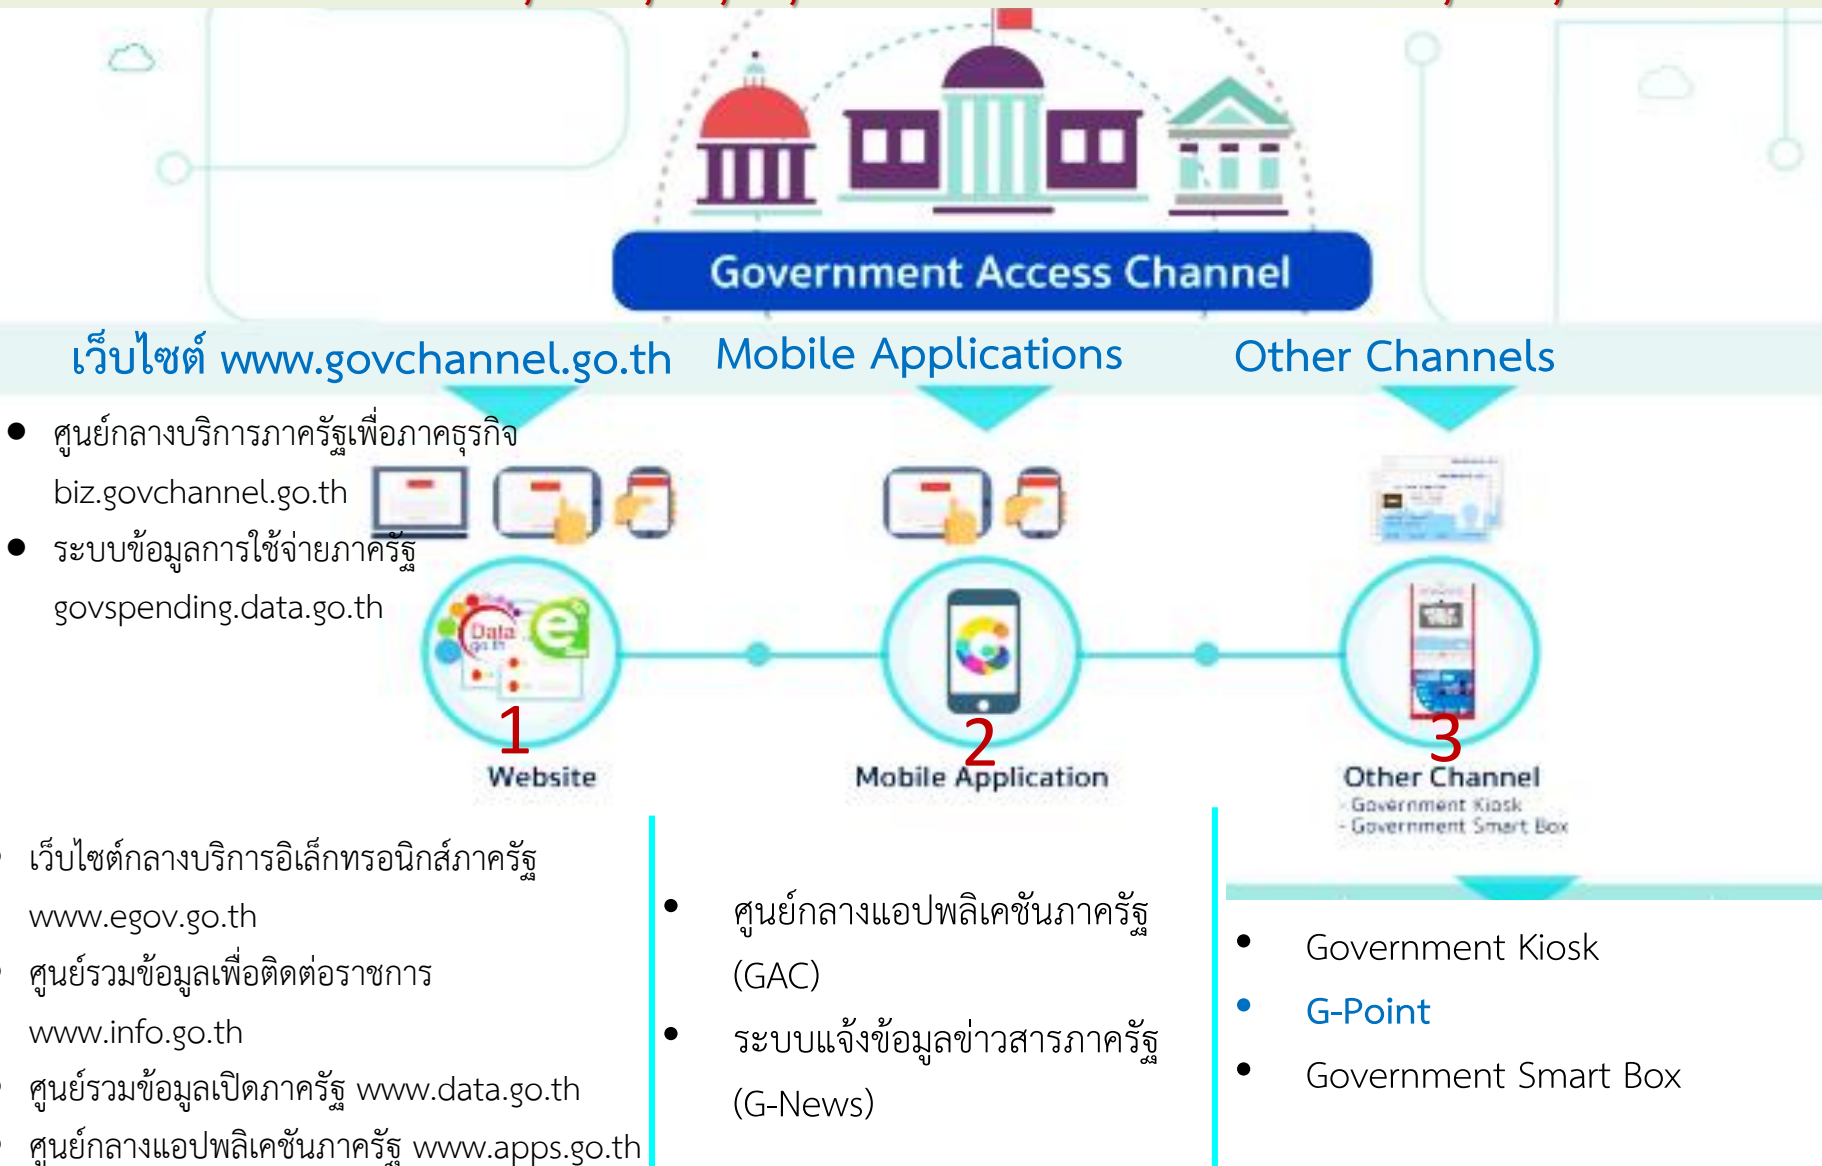 Government Access Channel
เว็บไซต์ www.govchannel.go.th
Mobile Applications
Other Channels
● ศูนย์กลางบริการภาครัฐเพื่อภาคธุรกิจ
biz.govchannel.go.th
● ระบบข้อมูลการใช้จ่ายภาครัฐ
govspending.data.go.th
Data
go.th
e
1
Website
2
Mobile Application
3
Other Channel
- Government Kiosk
- Government Smart Box
• เว็บไซต์กลางบริการอิเล็กทรอนิกส์ภาครัฐ
www.egov.go.th
• ศูนย์รวมข้อมูลเพื่อติดต่อราชการ
www.info.go.th
• ศูนย์รวมข้อมูลเปิดภาครัฐ www.data.go.th
• ศูนย์กลางแอปพลิเคชันภาครัฐ www.apps.go.th
• ศูนย์กลางแอปพลิเคชันภาครัฐ
(GAC)
• ระบบแจ้งข้อมูลข่าวสารภาครัฐ
(G-News)
• Government Kiosk
• G-Point
• Government Smart Box